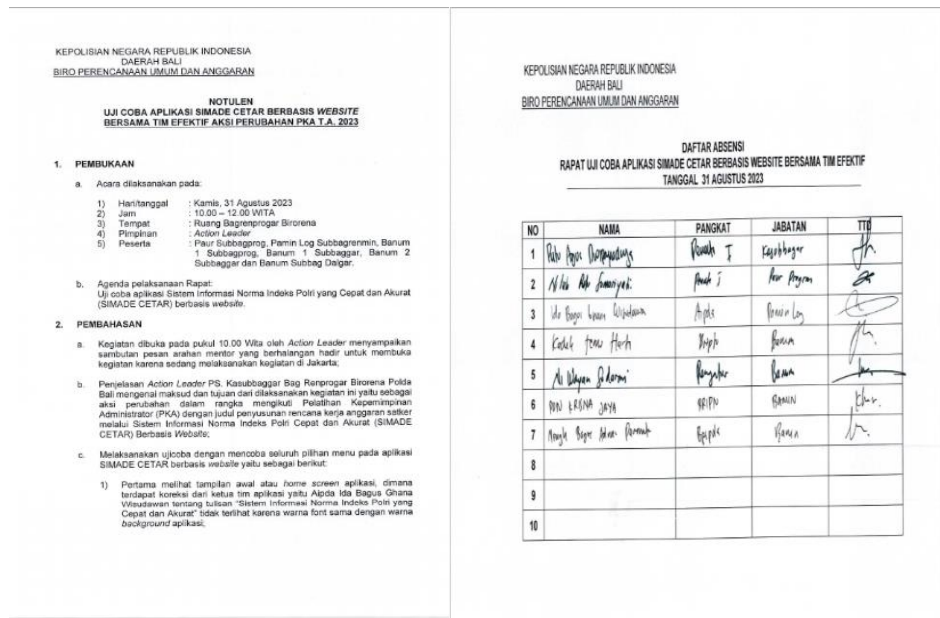 KEPOLISIAN NEGARA REPUBLIK INDONESIA
DAERAH BALI
BIRO PERENCANAAN UMUM DAN ANGGARAN
NOTULEN
UJI COBA APLIKASI SIMADE CETAR BERBASIS WEBSITE
BERSAMA TIM EFEKTIF AKSI PERUBAHAN PKA T.A. 2023
1. PEMBUKAAN
a. Acara dilaksanakan pada:
1) Hari/tanggal : Kamis, 31 Agustus 2023
2) Jam : 10.00 – 12.00 WITA
3) Tempat : Ruang Bagrenprogar Birorena
4) Pimpinan : Action Leader
5) Peserta : Paur Subbagprog, Pamin Log Subbagrenmin, Banum
1 Subbagprog, Banum 1 Subbaggar, Banum 2
Subbaggar dan Banum Subbag Dalgar.
b. Agenda pelaksanaan Rapat:
Uji coba aplikasi Sistem Informasi Norma Indeks Polri yang Cepat dan Akurat
(SIMADE CETAR) berbasis website.
2. PEMBAHASAN
a. Kegiatan dibuka pada pukul 10.00 Wita oleh Action Leader menyampaikan
sambutan pesan arahan mentor yang berhalangan hadir untuk membuka
kegiatan karena sedang melaksanakan kegiatan di Jakarta;
b. Penjelasan Action Leader PS. Kasubbaggar Bag Renprogar Birorena Polda
Bali mengenai maksud dan tujuan dari dilaksanakan kegiatan ini yaitu sebagai
aksi perubahan dalam rangka mengikuti Pelatihan Kepemimpinan
Administrator (PKA) dengan judul penyusunan rencana kerja anggaran satker
melalui Sistem Informasi Norma Indeks Polri Cepat dan Akurat (SIMADE
CETAR) Berbasis Website;
c. Melaksanakan ujicoba dengan mencoba seluruh pilihan menu pada aplikasi
SIMADE CETAR berbasis website yaitu sebagai berikut:
1) Pertama melihat tampilan awal atau home screen aplikasi, dimana
terdapat koreksi dari ketua tim aplikasi yaitu Aipda Ida Bagus Ghana
Wisudawan tentang tulisan "Sistem Informasi Norma Indeks Polri yang
Cepat dan Akurat" tidak terlihat karena warna font sama dengan warna
background aplikasi;
KEPOLISIAN NEGARA REPUBLIK INDONESIA
DAERAH BALI
BIRO PERENCANAAN UMUM DAN ANGGARAN
DAFTAR ABSENSI
RAPAT UJI COBA APLIKASI SIMADE CETAR BERBASIS WEBSITE BERSAMA TIM EFEKTIF
TANGGAL 31 AGUSTUS 2023
NO NAMA PANGKAT JABATAN TTD
1 Putu Agus Penata I Kasubbaggar
2 Penata I Paur Program
3 Ida Bagus Aipda Pamin Log
4 Kadek Bripka Banum
5 Ni Wayan Pengatur Banum
6 KRISNA JAYA BRIPN BAMIN
7 Bagus Banum
8
9
10